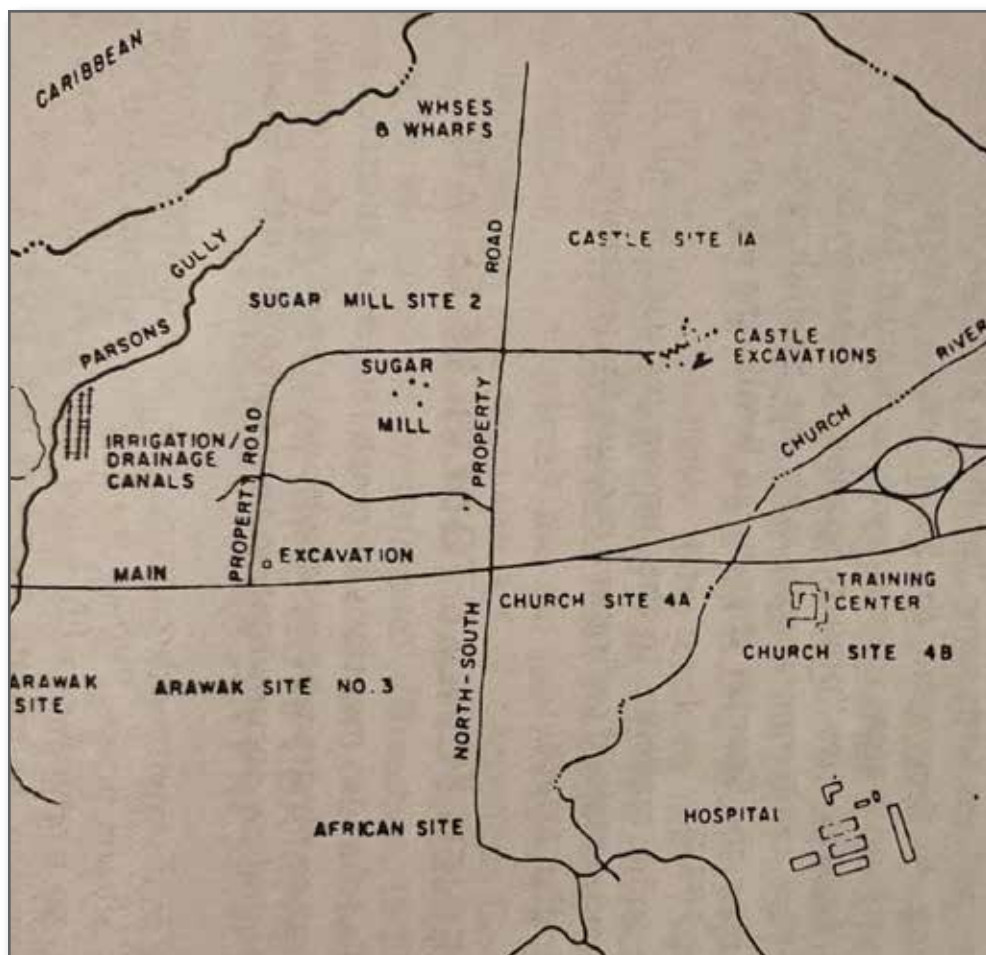 CARIBBEAN
WHSES
& WHARFS
CASTLE SITE 1A
PARSONS GULLY
SUGAR MILL SITE 2
SUGAR
MILL
CASTLE
EXCAVATIONS
CHURCH RIVER
IRRIGATION/
DRAINAGE
CANALS
PROPERTY ROAD
NORTH-SOUTH PROPERTY ROAD
EXCAVATION
MAIN
CHURCH SITE 4A
TRAINING
CENTER
CHURCH SITE 4B
ARAWAK
SITE
ARAWAK SITE NO.3
AFRICAN SITE
HOSPITAL